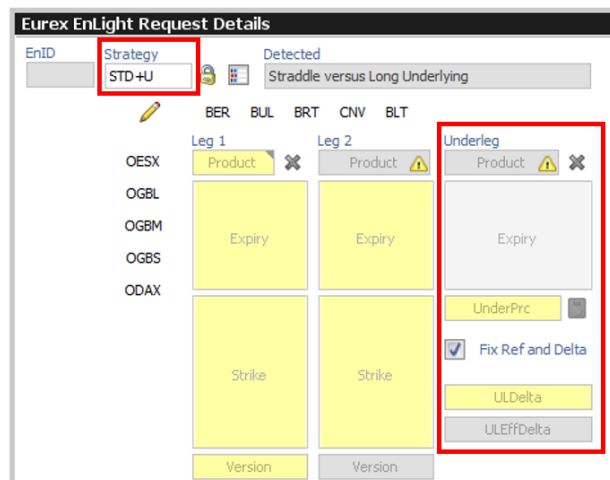 Eurex EnLight Request Details
EnID Strategy Detected
STD+U Straddle versus Long Underlying
BER BUL BRT CNV BLT
Leg 1 Leg 2 Underleg
OESX Product Product Product
OGBL
OGBM Expiry Expiry Expiry
OGBS
ODAX
UnderPrc
Fix Ref and Delta
Strike Strike
ULDelta
ULEffDelta
Version Version